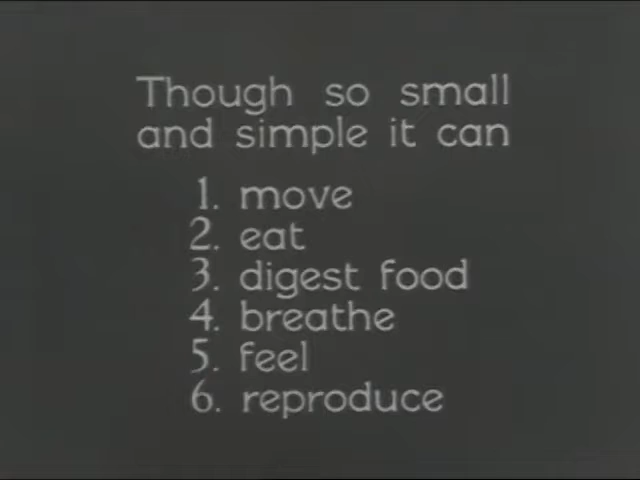 Though so small
and simple it can
1. move
2. eat
3. digest food
4. breathe
5. feel
6. reproduce